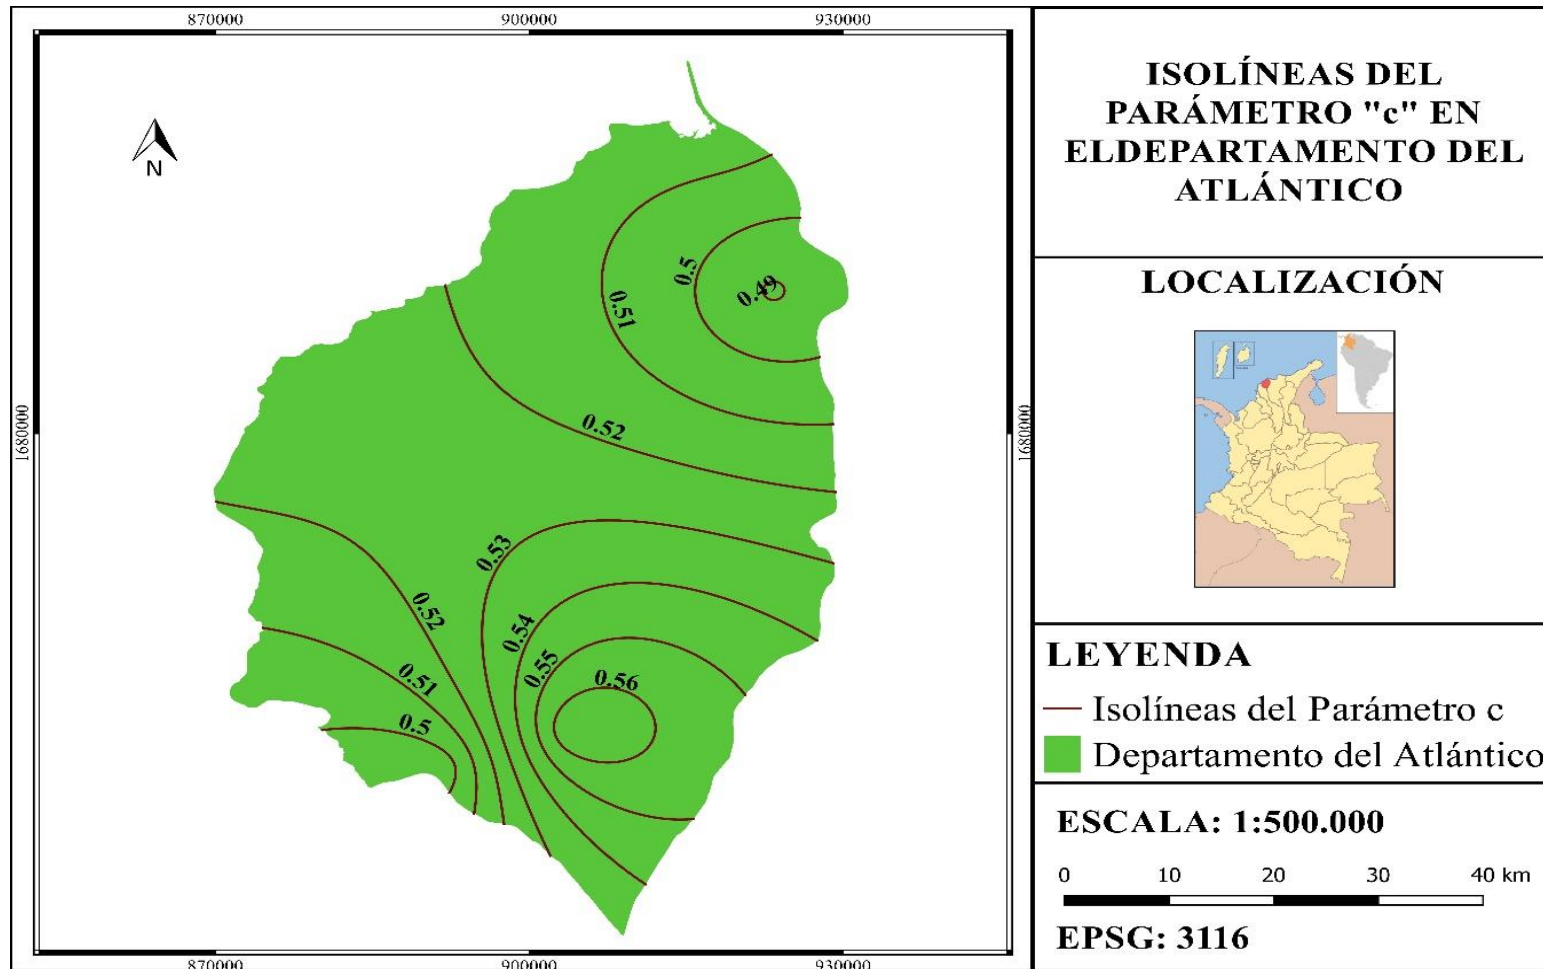 870000
900000
930000
N
0.5
0.49
0.51
0.52
1680000
1680000
0.53
0.52
0.54
0.55
0.51
0.56
0.5
870000
900000
930000
ISOLÍNEAS DEL
PARÁMETRO "c" EN
ELDEPARTAMENTO DEL
ATLÁNTICO
LOCALIZACIÓN
LEYENDA
Isolíneas del Parámetro c
Departamento del Atlántico
ESCALA: 1:500.000
0 10 20 30 40 km
EPSG: 3116